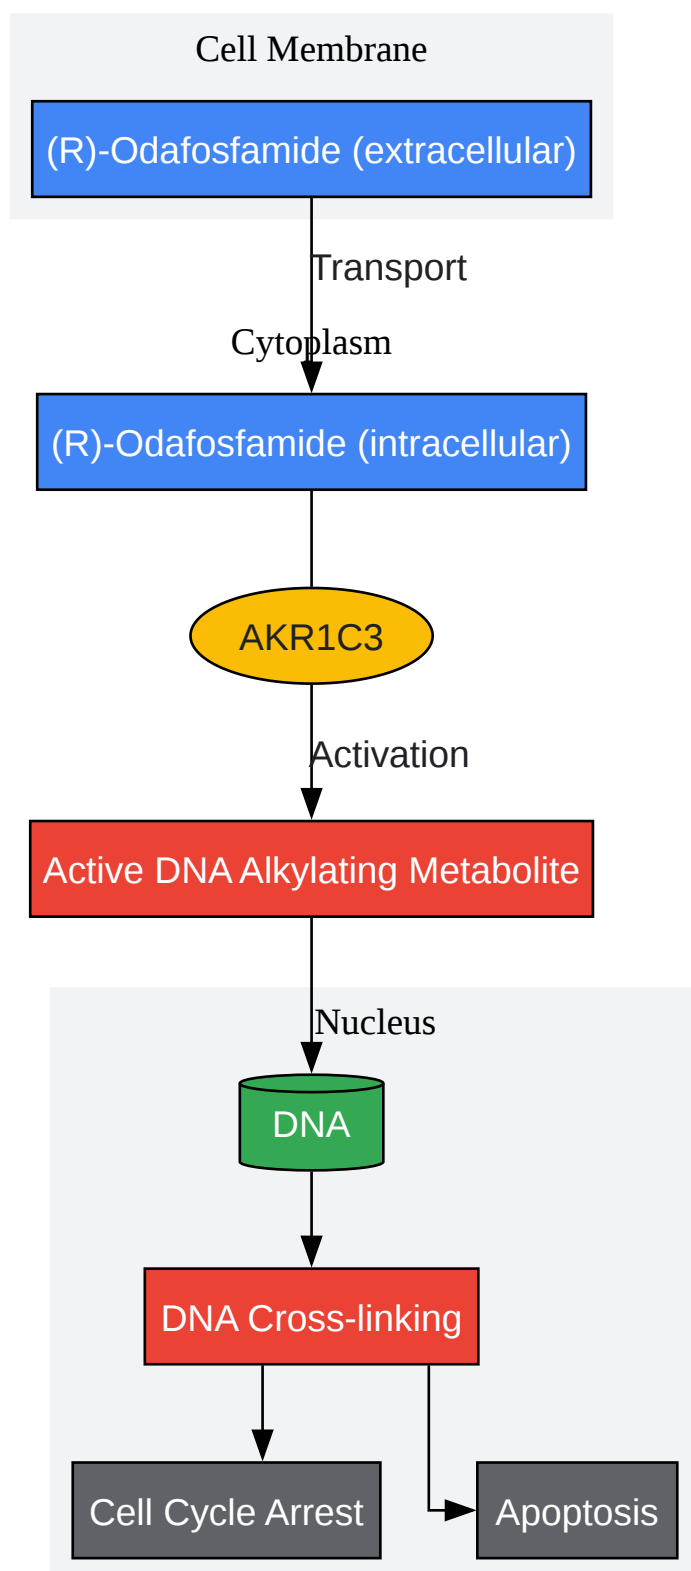 Cell Membrane
(R)-Odafosfamide (extracellular)
Transport
Cytoplasm
(R)-Odafosfamide (intracellular)
AKR1C3
Activation
Active DNA Alkylating Metabolite
Nucleus
DNA
DNA Cross-linking
Cell Cycle Arrest
Apoptosis